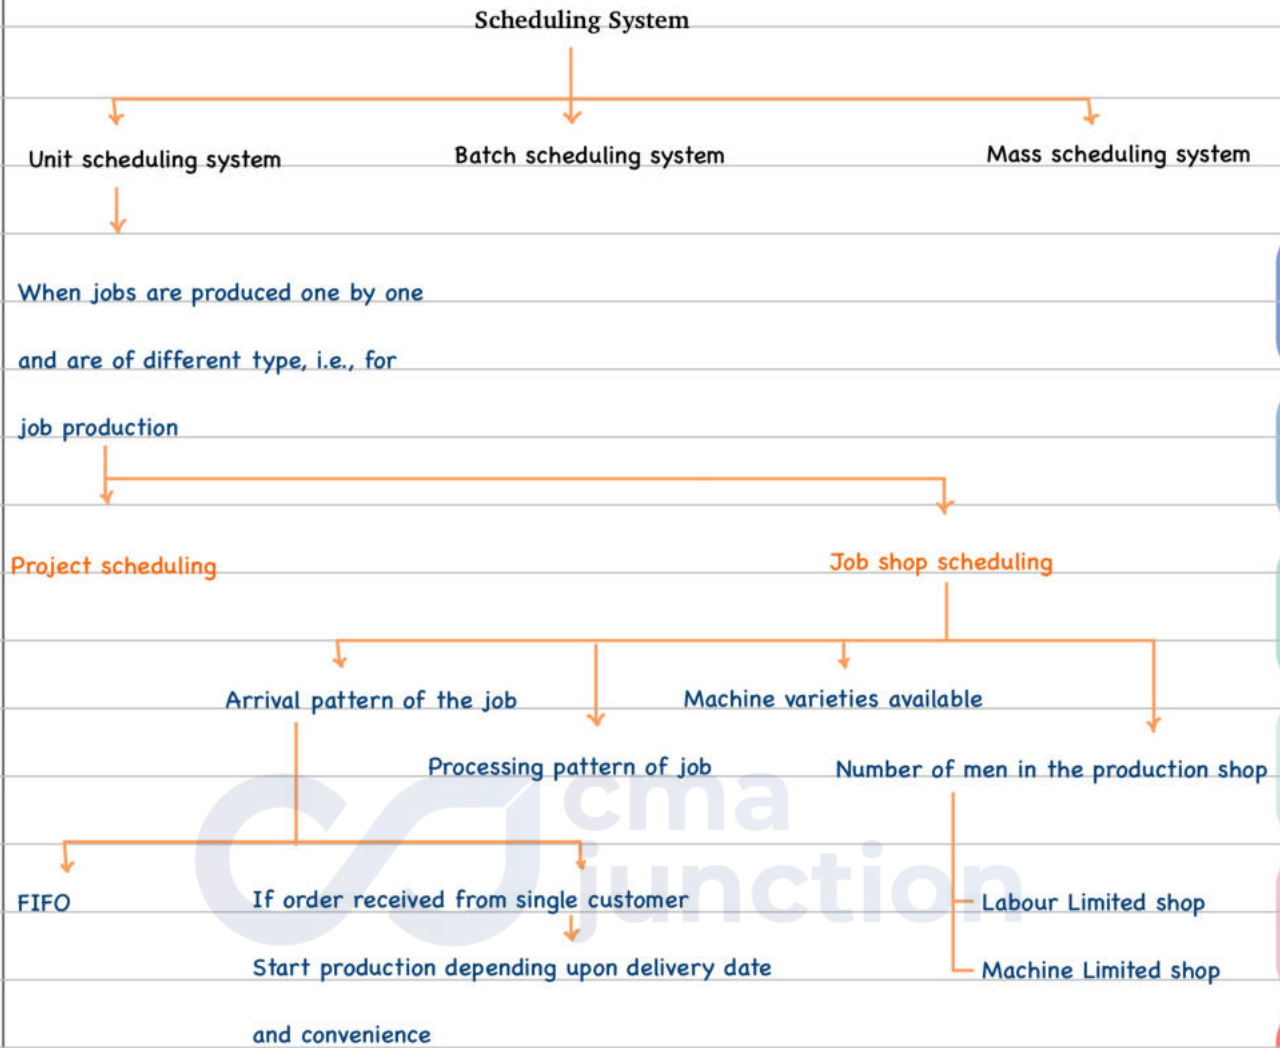 Scheduling System
Unit scheduling system
Batch scheduling system
Mass scheduling system
When jobs are produced one by one
and are of different type, i.e., for
job production
Project scheduling
Job shop scheduling
Arrival pattern of the job
Machine varieties available
Processing pattern of job
Number of men in the production shop
cma
junction
FIFO
If order received from single customer
Labour Limited shop
Start production depending upon delivery date
Machine Limited shop
and convenience